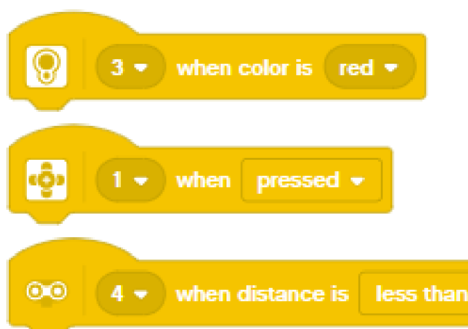 3 when color is red
1 when pressed
4 when distance is less than